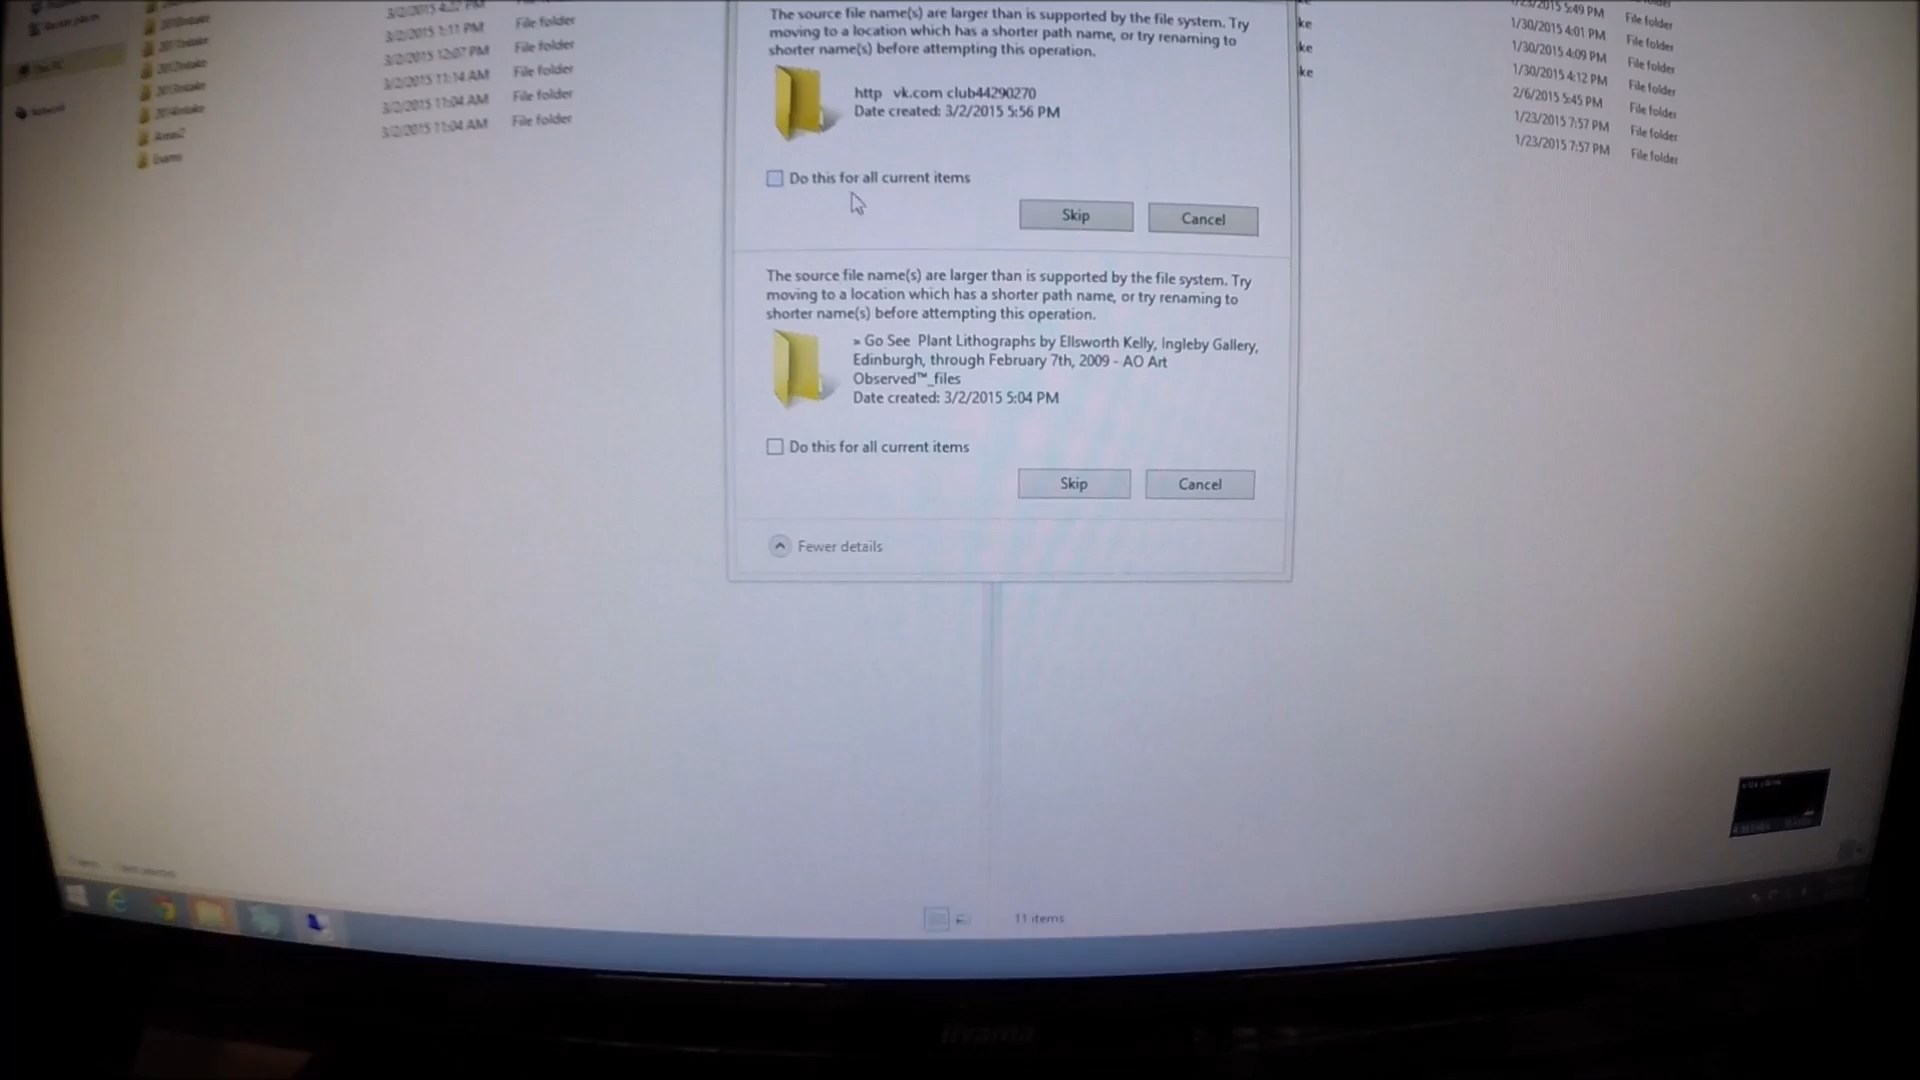 3/2/2015 4:27 PM
3/2/2015 1:11 PM File folder
3/2/2015 12:07 PM File folder
3/2/2015 11:14 AM File folder
3/2/2015 11:04 AM File folder
3/2/2015 11:04 AM File folder
Network
The source file name(s) are larger than is supported by the file system. Try
moving to a location which has a shorter path name, or try renaming to
shorter name(s) before attempting this operation.
http vk.com club44290270
Date created: 3/2/2015 5:56 PM
Do this for all current items
Skip Cancel
The source file name(s) are larger than is supported by the file system. Try
moving to a location which has a shorter path name, or try renaming to
shorter name(s) before attempting this operation.
» Go See Plant Lithographs by Ellsworth Kelly, Ingleby Gallery,
Edinburgh, through February 7th, 2009 - AO Art
Observed™_files
Date created: 3/2/2015 5:04 PM
Do this for all current items
Skip Cancel
Fewer details
ke
ke
ke
1/23/2015 5:49 PM File folder
1/30/2015 4:01 PM File folder
1/30/2015 4:09 PM File folder
1/30/2015 4:12 PM File folder
2/6/2015 5:45 PM File folder
1/23/2015 7:57 PM File folder
1/23/2015 7:57 PM File folder
11 items
iiyama